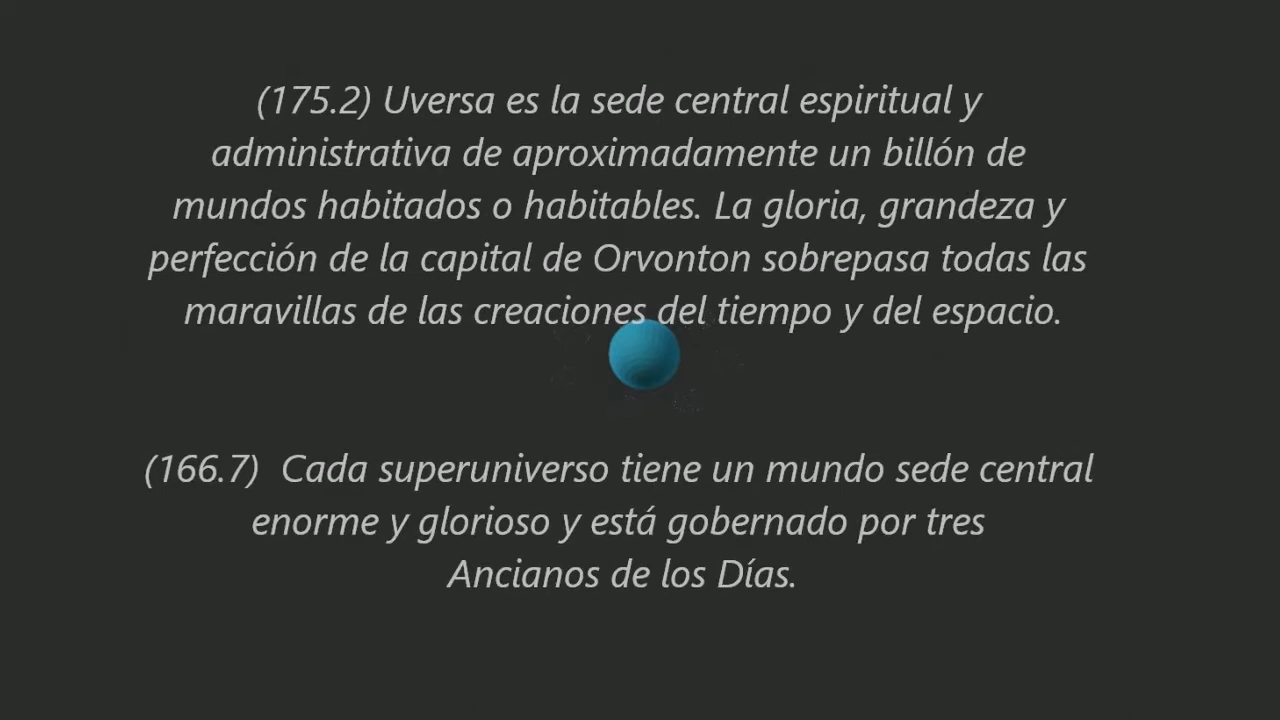 (175.2) Uversa es la sede central espiritual y
administrativa de aproximadamente un billón de
mundos habitados o habitables. La gloria, grandeza y
perfección de la capital de Orvonton sobrepasa todas las
maravillas de las creaciones del tiempo y del espacio.
(166.7)  Cada superuniverso tiene un mundo sede central
enorme y glorioso y está gobernado por tres
Ancianos de los Días.